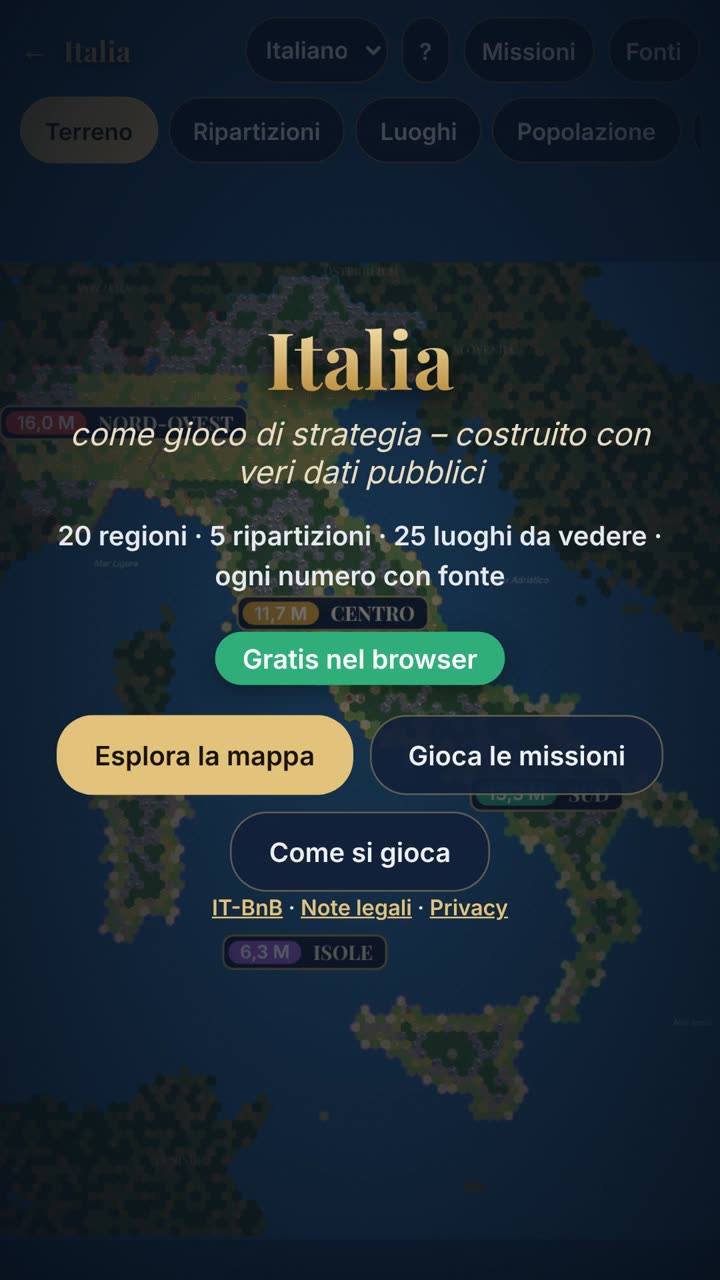 ← Italia
Italiano
?
Missioni
Fonti
Terreno
Ripartizioni
Luoghi
Popolazione
Italia
16,0 M NORD-OVEST
come gioco di strategia – costruito con
veri dati pubblici
20 regioni · 5 ripartizioni · 25 luoghi da vedere ·
ogni numero con fonte
Mar Ligure
Adriatico
11,7 M CENTRO
Gratis nel browser
Esplora la mappa
Gioca le missioni
SUD
Come si gioca
IT-BnB · Note legali · Privacy
6,3 M ISOLE